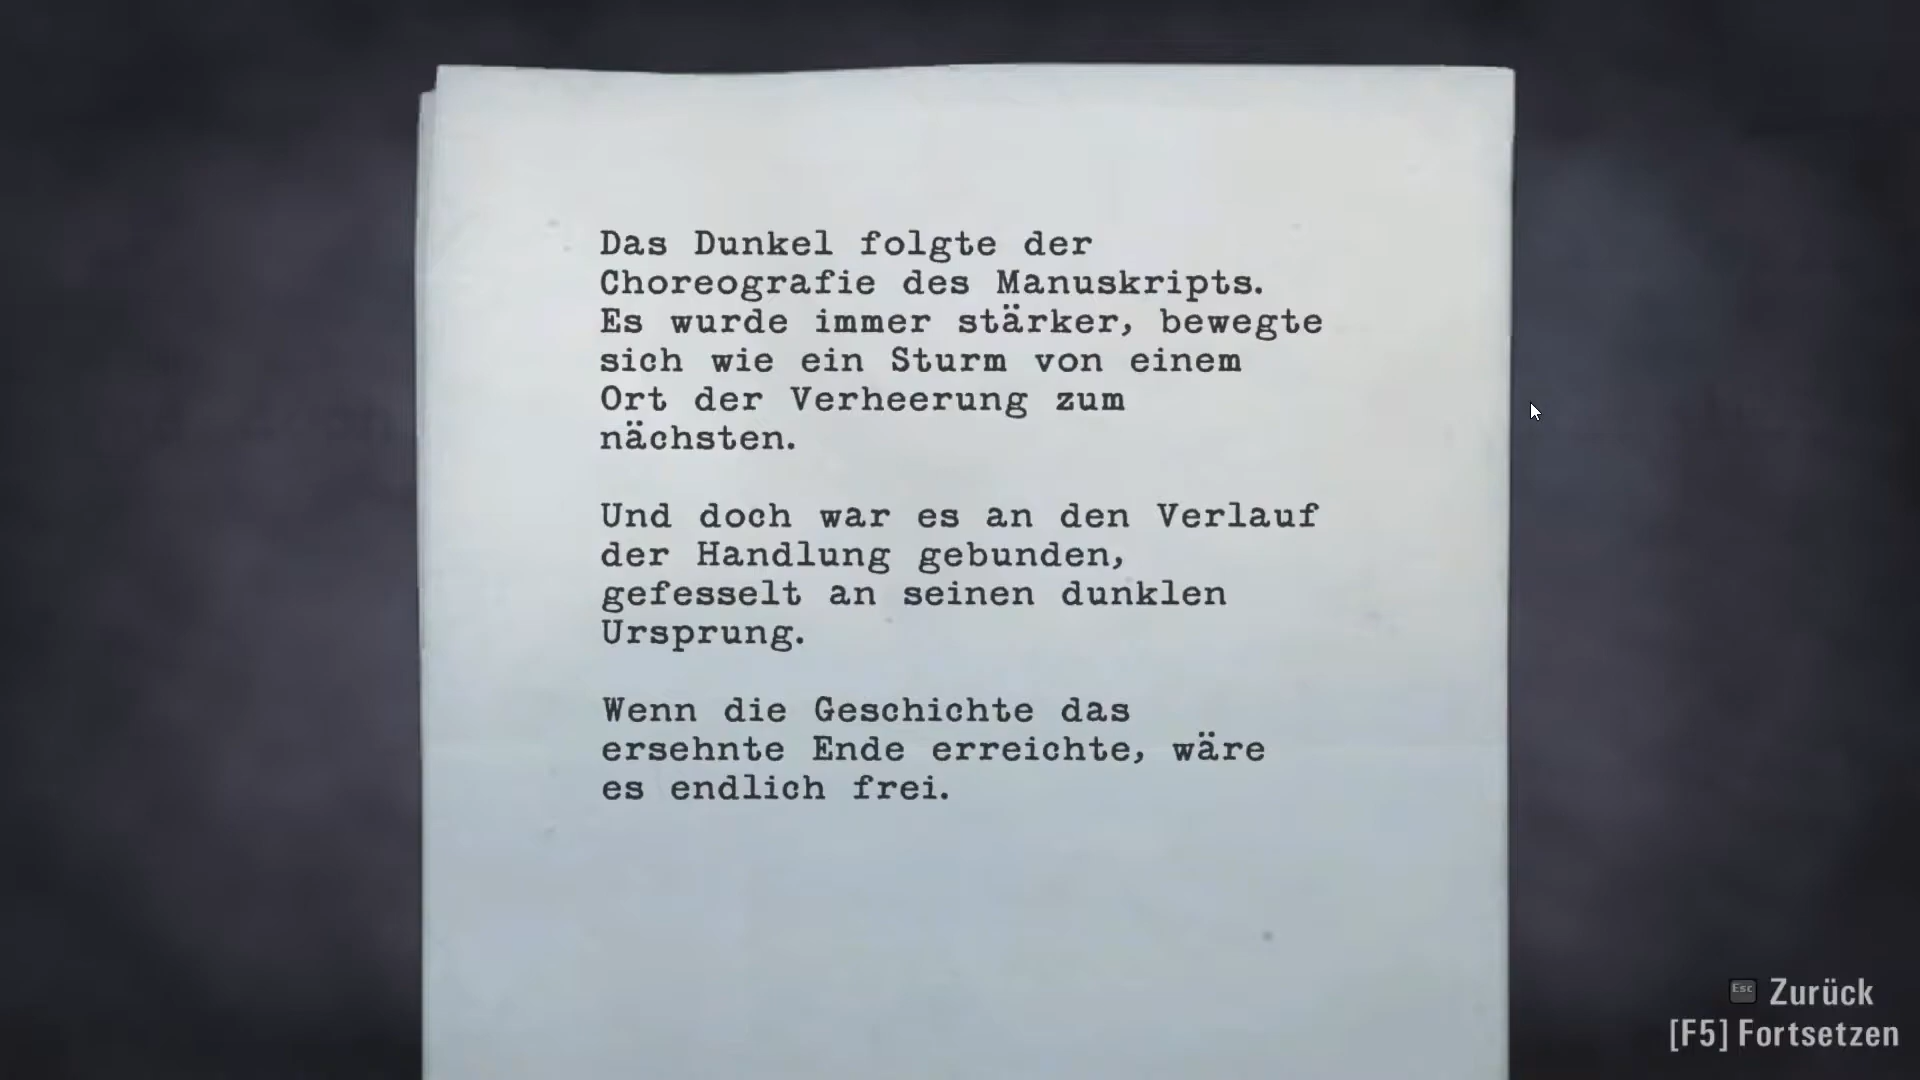 Das Dunkel folgte der
Choreografie des Manuskripts.
Es wurde immer stärker, bewegte
sich wie ein Sturm von einem
Ort der Verheerung zum
nächsten.
Und doch war es an den Verlauf
der Handlung gebunden,
gefesselt an seinen dunklen
Ursprung.
Wenn die Geschichte das
ersehnte Ende erreichte, wäre
es endlich frei.
Esc Zurück
[F5] Fortsetzen